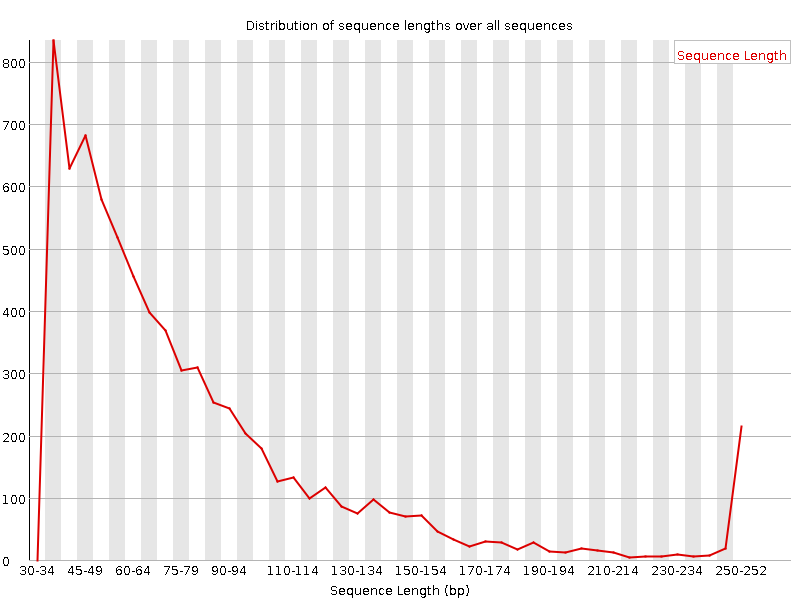 Distribution of sequence lengths over all sequences
Sequence Length
800
700
600
500
400
300
200
100
0
30-34 45-49 60-64 75-79 90-94 110-114 130-134 150-154 170-174 190-194 210-214 230-234 250-252
Sequence Length (bp)